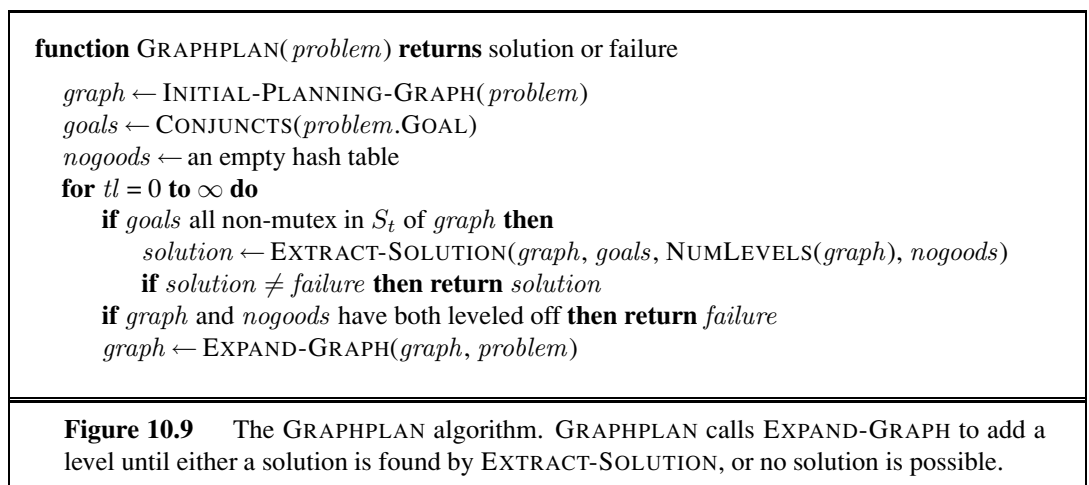 function GRAPHPLAN(problem) returns solution or failure
graph ← INITIAL-PLANNING-GRAPH(problem)
goals ← CONJUNCTS(problem.GOAL)
nogoods ← an empty hash table
for tl = 0 to ∞ do
if goals all non-mutex in St of graph then
solution ← EXTRACT-SOLUTION(graph, goals, NUMLEVELS(graph), nogoods)
if solution ≠ failure then return solution
if graph and nogoods have both leveled off then return failure
graph ← EXPAND-GRAPH(graph, problem)
Figure 10.9 The GRAPHPLAN algorithm. GRAPHPLAN calls EXPAND-GRAPH to add a
level until either a solution is found by EXTRACT-SOLUTION, or no solution is possible.